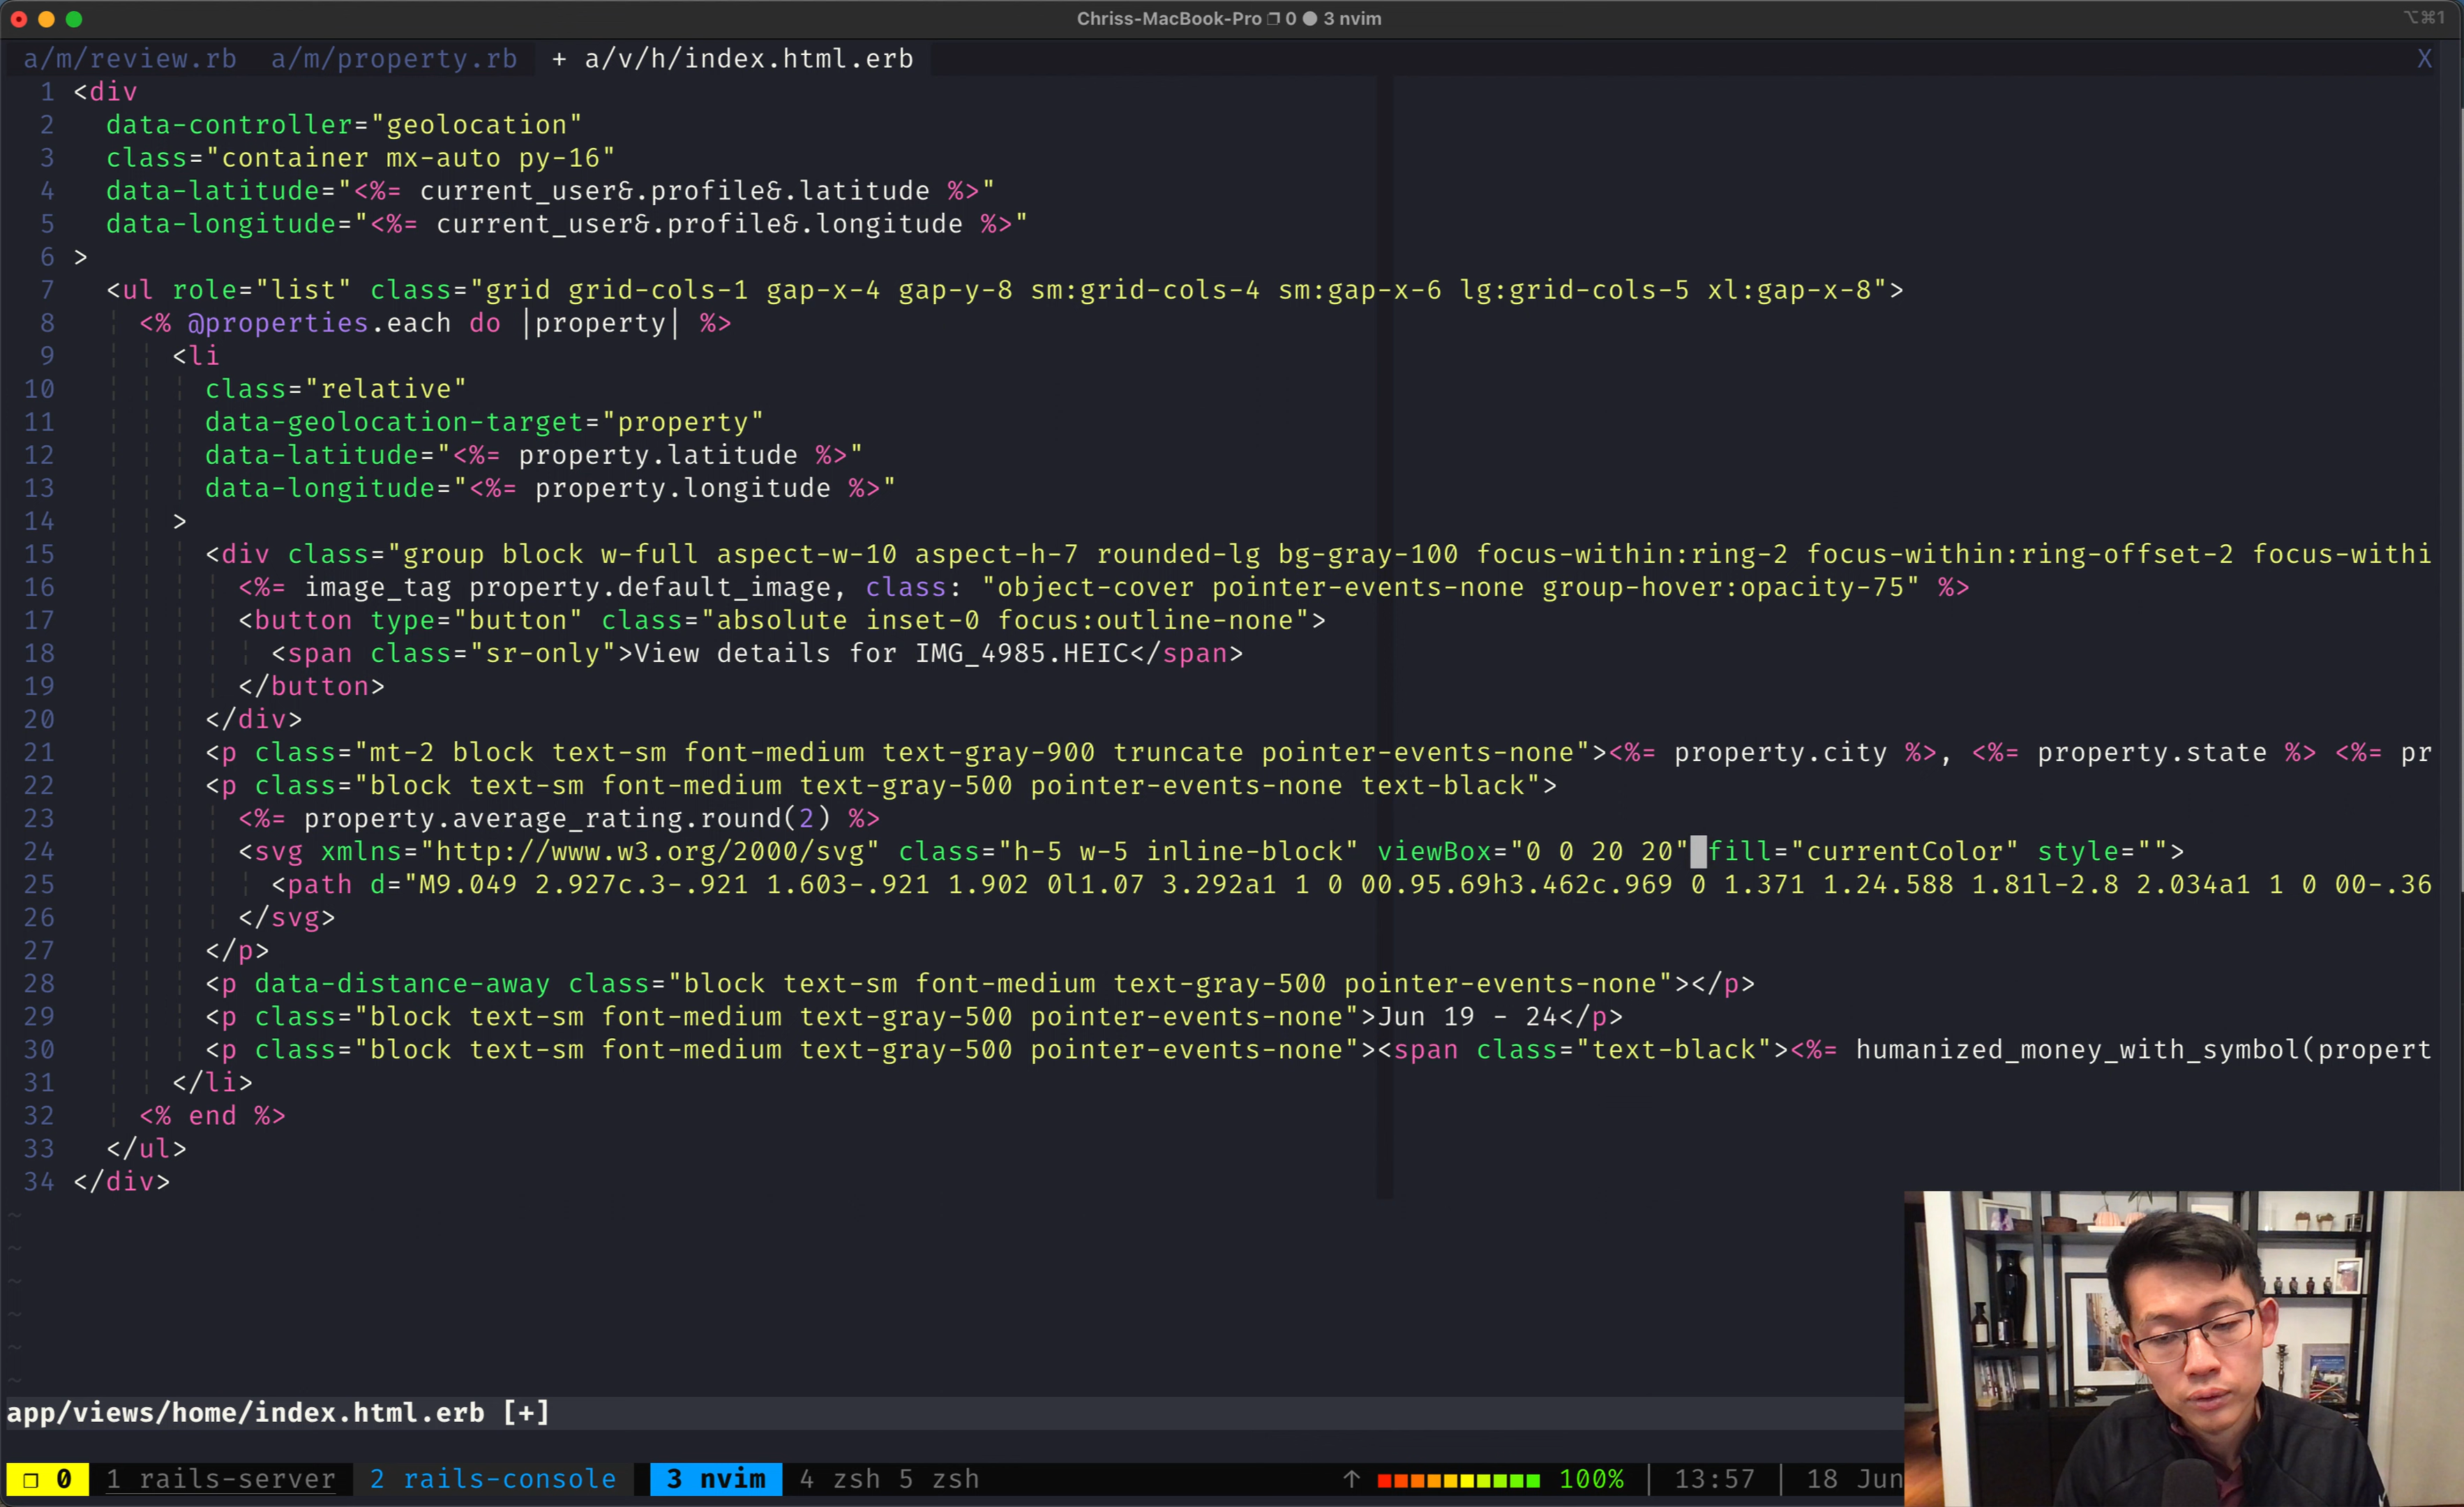 Chriss-MacBook-Pro ❐ 0 ● 3 nvim
⌥⌘1
a/m/review.rb a/m/property.rb + a/v/h/index.html.erb X
1 <div
2 data-controller="geolocation"
3 class="container mx-auto py-16"
4 data-latitude="<%= current_user&.profile&.latitude %>"
5 data-longitude="<%= current_user&.profile&.longitude %>"
6 >
7 <ul role="list" class="grid grid-cols-1 gap-x-4 gap-y-8 sm:grid-cols-4 sm:gap-x-6 lg:grid-cols-5 xl:gap-x-8">
8 <% @properties.each do |property| %>
9 <li
10 class="relative"
11 data-geolocation-target="property"
12 data-latitude="<%= property.latitude %>"
13 data-longitude="<%= property.longitude %>"
14 >
15 <div class="group block w-full aspect-w-10 aspect-h-7 rounded-lg bg-gray-100 focus-within:ring-2 focus-within:ring-offset-2 focus-withi
16 <%= image_tag property.default_image, class: "object-cover pointer-events-none group-hover:opacity-75" %>
17 <button type="button" class="absolute inset-0 focus:outline-none">
18 <span class="sr-only">View details for IMG_4985.HEIC</span>
19 </button>
20 </div>
21 <p class="mt-2 block text-sm font-medium text-gray-900 truncate pointer-events-none"><%= property.city %>, <%= property.state %> <%= pr
22 <p class="block text-sm font-medium text-gray-500 pointer-events-none text-black">
23 <%= property.average_rating.round(2) %>
24 <svg xmlns="http://www.w3.org/2000/svg" class="h-5 w-5 inline-block" viewBox="0 0 20 20" fill="currentColor" style="">
25 <path d="M9.049 2.927c.3-.921 1.603-.921 1.902 0l1.07 3.292a1 1 0 00.95.69h3.462c.969 0 1.371 1.24.588 1.81l-2.8 2.034a1 1 0 00-.36
26 </svg>
27 </p>
28 <p data-distance-away class="block text-sm font-medium text-gray-500 pointer-events-none"></p>
29 <p class="block text-sm font-medium text-gray-500 pointer-events-none">Jun 19 - 24</p>
30 <p class="block text-sm font-medium text-gray-500 pointer-events-none"><span class="text-black"><%= humanized_money_with_symbol(propert
31 </li>
32 <% end %>
33 </ul>
34 </div>
~
~
~
~
~
~
app/views/home/index.html.erb [+]
❐ 0 1 rails-server 2 rails-console 3 nvim 4 zsh 5 zsh ↑ 100% | 13:57 | 18 Jun